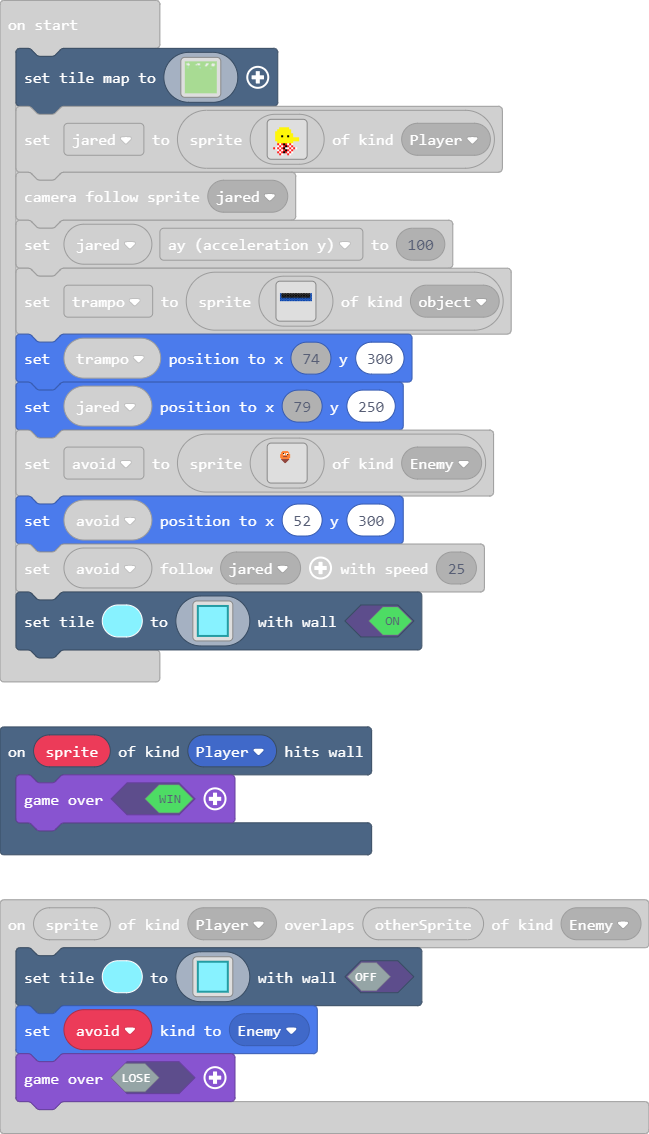 on start
set tile map to
set jared to sprite of kind Player
camera follow sprite jared
set jared ay (acceleration y) to 100
set trampo to sprite of kind object
set trampo position to x 74 y 300
set jared position to x 79 y 250
set avoid to sprite of kind Enemy
set avoid position to x 52 y 300
set avoid follow jared with speed 25
set tile to with wall ON
on sprite of kind Player hits wall
game over WIN
on sprite of kind Player overlaps otherSprite of kind Enemy
set tile to with wall OFF
set avoid kind to Enemy
game over LOSE